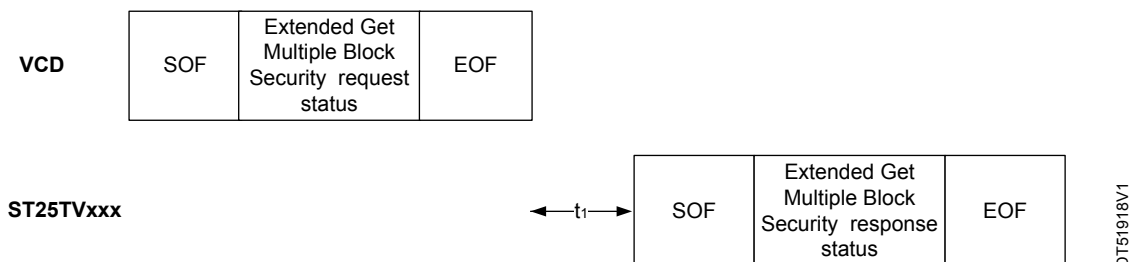 VCD
SOF
Extended Get
Multiple Block
Security request
status
EOF
ST25TVxxx
t1
SOF
Extended Get
Multiple Block
Security response
status
EOF
DT51918V1